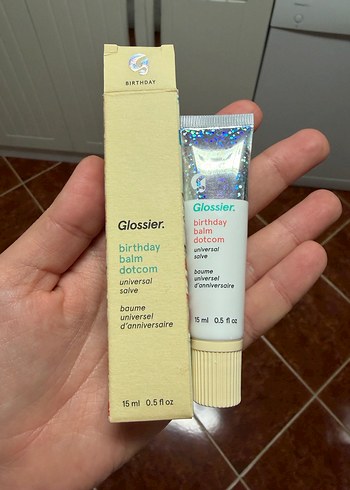 BIRTHDAY
Glossier.
birthday
balm
dotcom
universal
salve
baume
universel
d'anniversaire
15 ml 0.5 fl oz
Glossier.
birthday
balm
dotcom
universal
salve
baume
universel
d'anniversaire
15 ml 0.5 fl oz